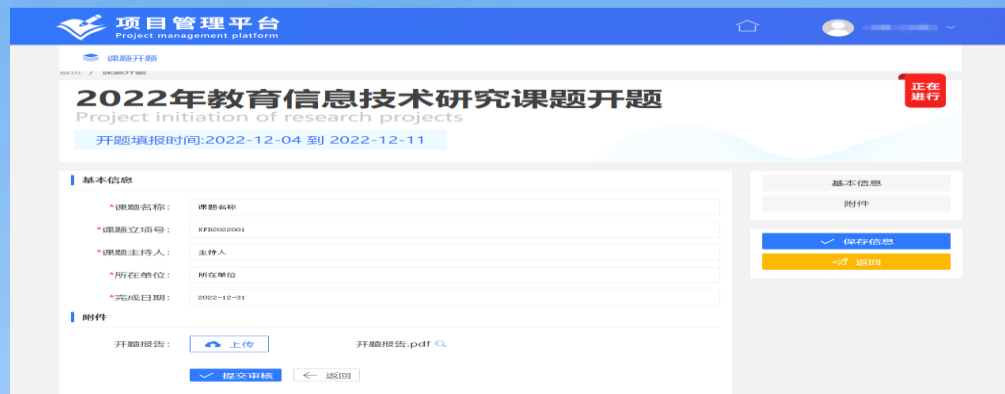 项目管理平台
Project management platform
课题开题
2022年教育信息技术研究课题开题
Project initiation of research projects
正在
进行
开题填报时间:2022-12-04 到 2022-12-11
基本信息
*课题名称: 课题名称
*课题立项号: XFD2022001
*课题主持人: 主持人
*所在单位: 所在单位
*完成日期: 2022-12-31
附件
开题报告: 上传 开题报告.pdf
提交审核 返回
基本信息
附件
保存信息
返回